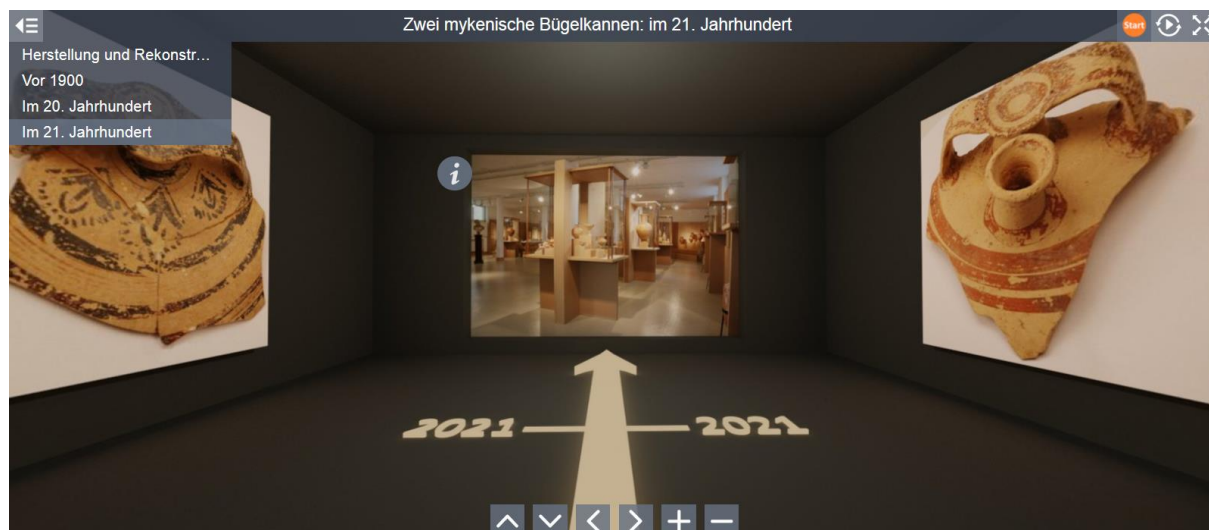 Zwei mykenische Bügelkannen: im 21. Jahrhundert
Start
Herstellung und Rekonstr...
Vor 1900
Im 20. Jahrhundert
Im 21. Jahrhundert
i
2021
2021